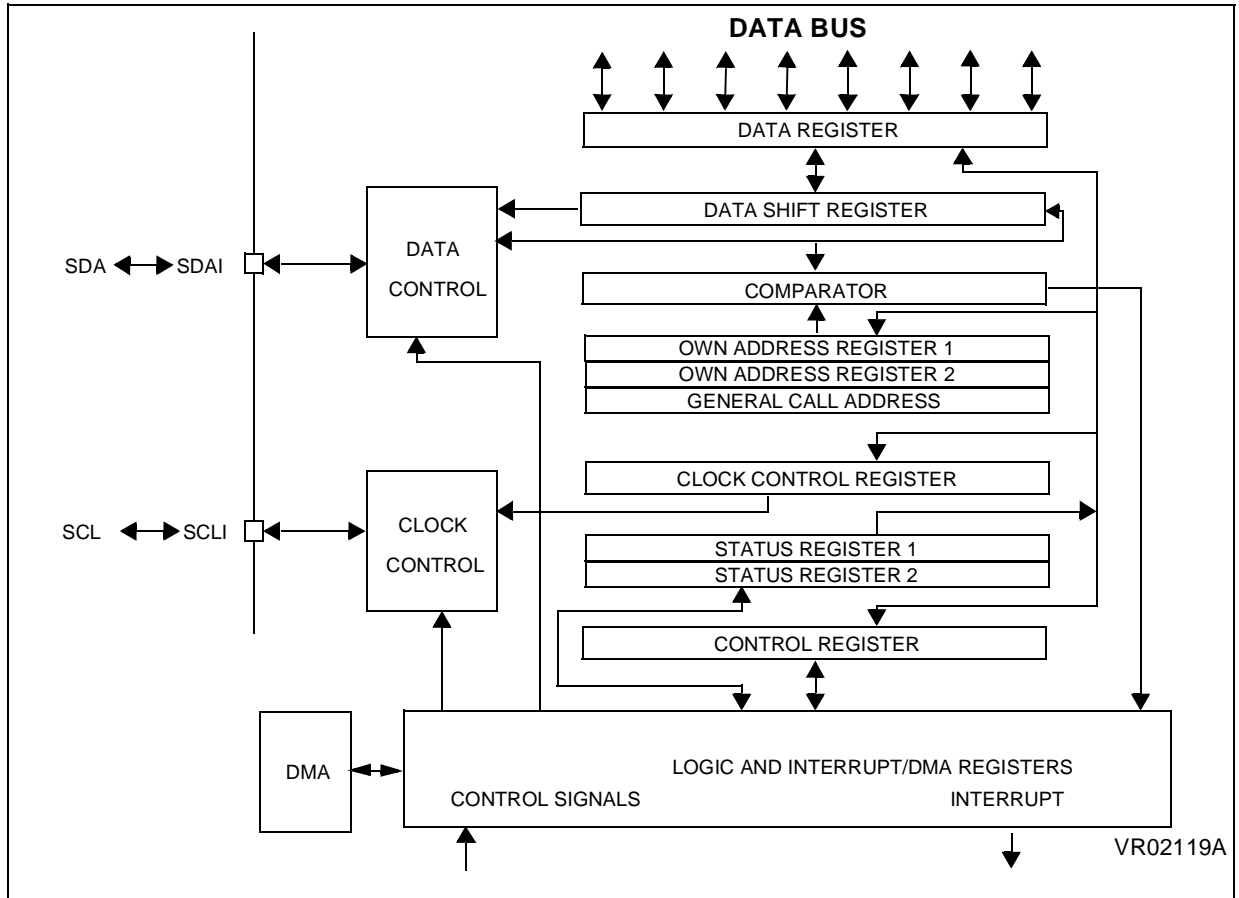 DATA BUS
DATA REGISTER
DATA SHIFT REGISTER
DATA
CONTROL
SDA
SDAI
COMPARATOR
OWN ADDRESS REGISTER 1
OWN ADDRESS REGISTER 2
GENERAL CALL ADDRESS
CLOCK CONTROL REGISTER
SCL
SCLI
CLOCK
CONTROL
STATUS REGISTER 1
STATUS REGISTER 2
CONTROL REGISTER
DMA
LOGIC AND INTERRUPT/DMA REGISTERS
CONTROL SIGNALS
INTERRUPT
VR02119A